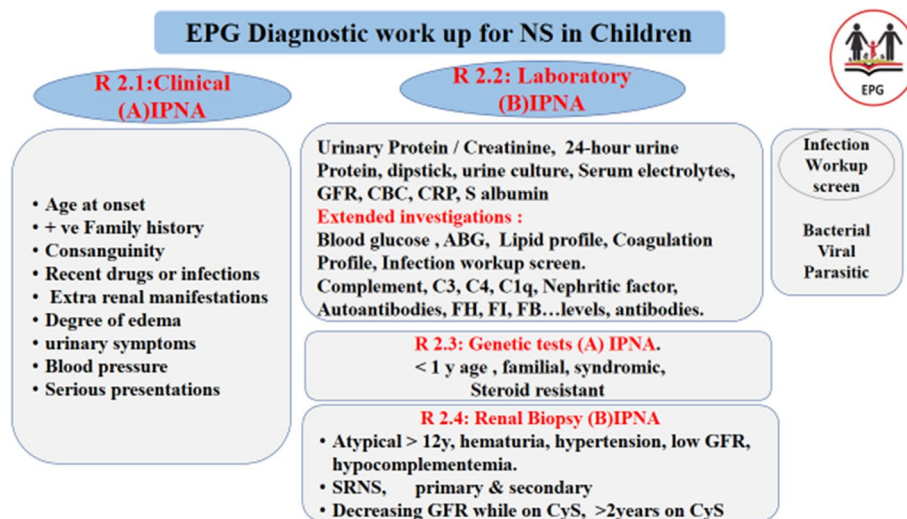 EPG Diagnostic work up for NS in Children
EPG
R 2.1:Clinical
(A)IPNA
• Age at onset
• + ve Family history
• Consanguinity
• Recent drugs or infections
• Extra renal manifestations
• Degree of edema
• urinary symptoms
• Blood pressure
• Serious presentations
R 2.2: Laboratory
(B)IPNA
Urinary Protein / Creatinine, 24-hour urine
Protein, dipstick, urine culture, Serum electrolytes,
GFR, CBC, CRP, S albumin
Extended investigations :
Blood glucose , ABG, Lipid profile, Coagulation
Profile, Infection workup screen.
Complement, C3, C4, C1q, Nephritic factor,
Autoantibodies, FH, FI, FB...levels, antibodies.
Infection
Workup
screen
Bacterial
Viral
Parasitic
R 2.3: Genetic tests (A) IPNA.
< 1 y age , familial, syndromic,
Steroid resistant
R 2.4: Renal Biopsy (B)IPNA
• Atypical > 12y, hematuria, hypertension, low GFR,
hypocomplementemia.
• SRNS, primary & secondary
• Decreasing GFR while on CyS, >2years on CyS